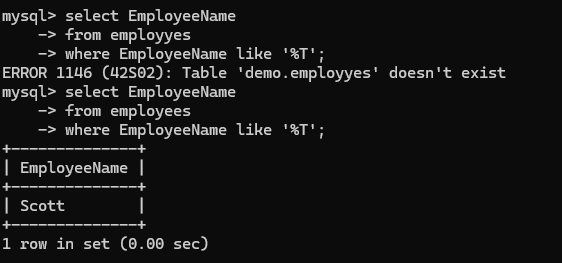 mysql> select EmployeeName
    -> from employyes
    -> where EmployeeName like '%T';
ERROR 1146 (42S02): Table 'demo.employyes' doesn't exist
mysql> select EmployeeName
    -> from employees
    -> where EmployeeName like '%T';
+--------------+
| EmployeeName |
+--------------+
| Scott        |
+--------------+
1 row in set (0.00 sec)